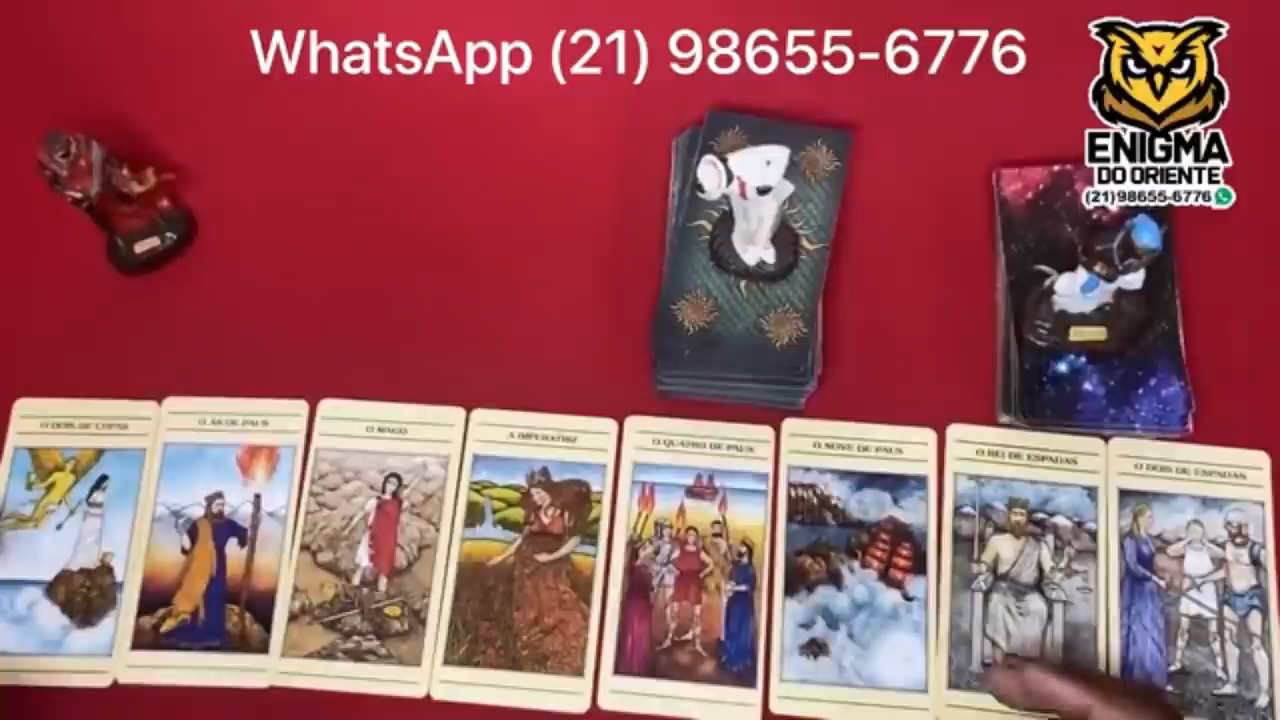 WhatsApp (21) 98655-6776
ENIGMA
DO ORIENTE
(21)98655-6776
O DOIS DE COPAS
O ÁS DE PAUS
O MAGO
A IMPERATRIZ
O QUATRO DE PAUS
O NOVE DE PAUS
O REI DE ESPADAS
O DOIS DE ESPADAS